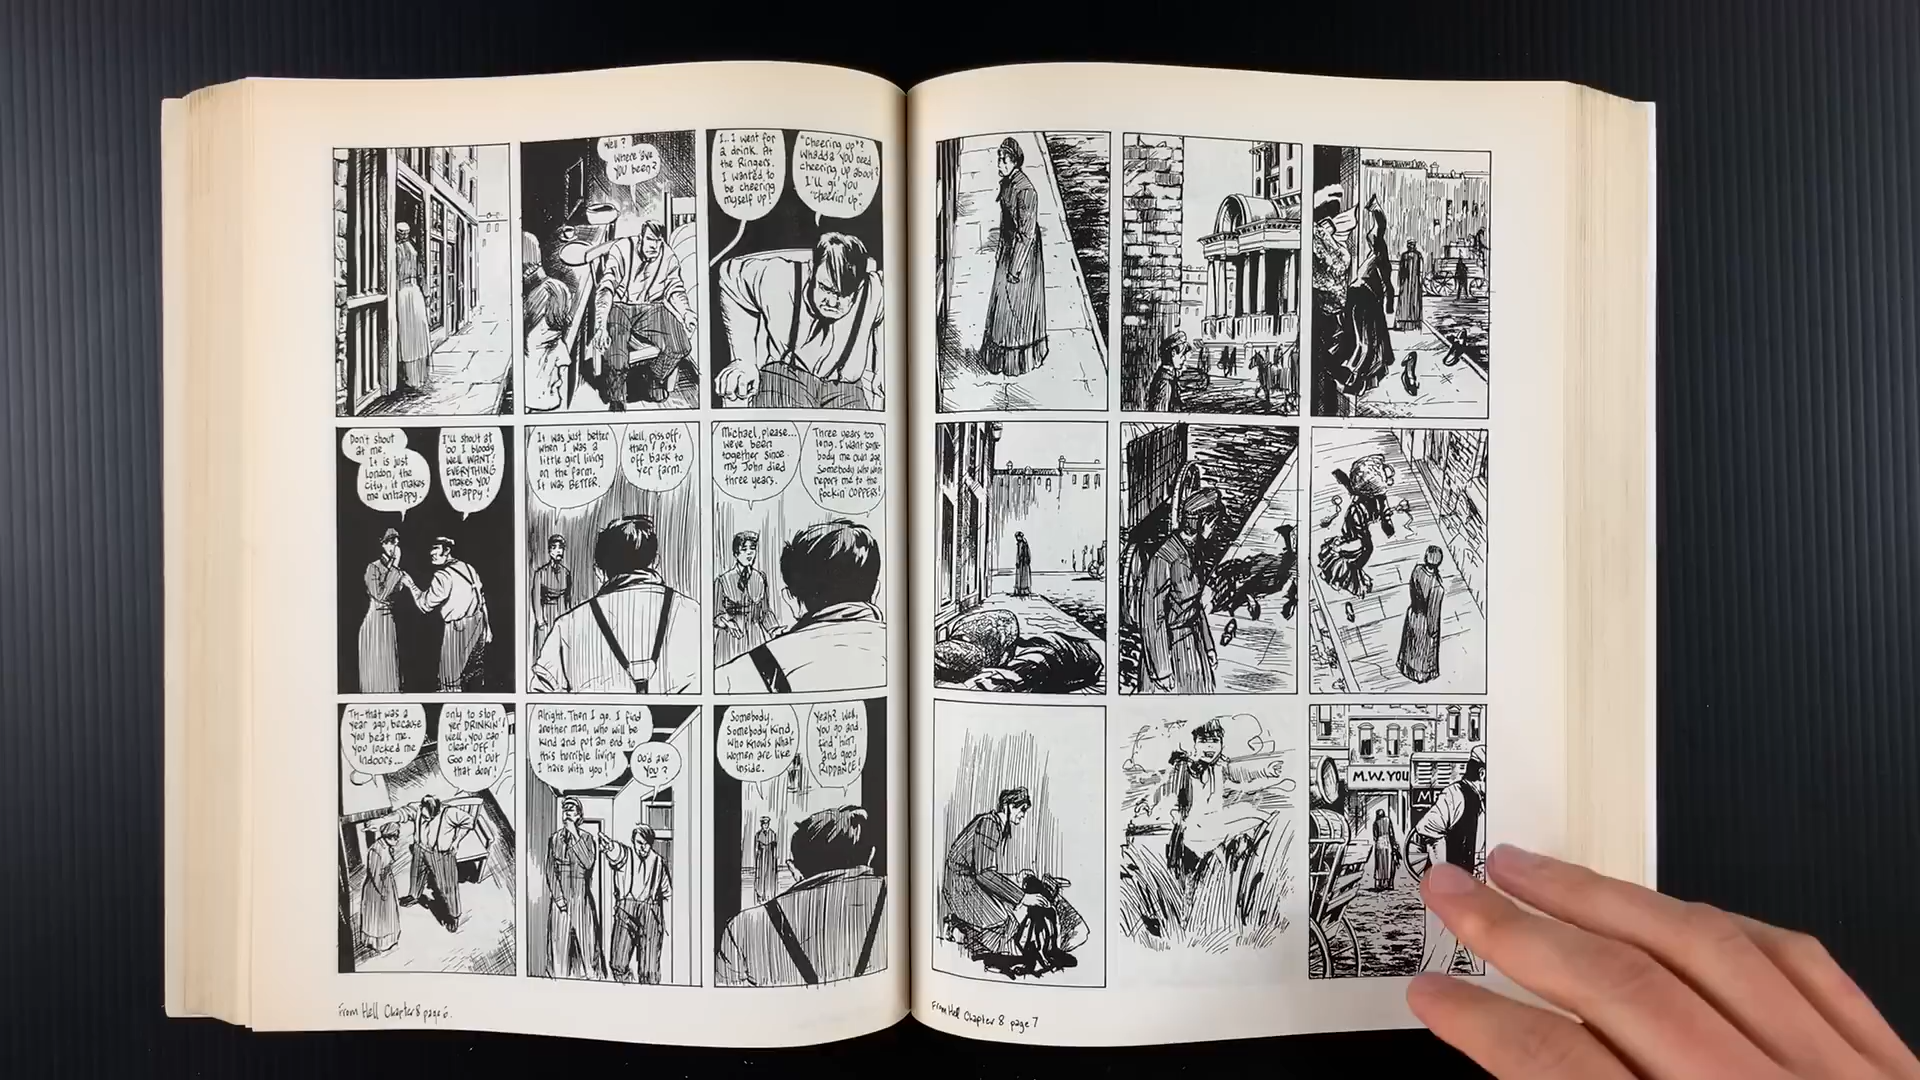 Well?
Where 'ave
you been?
I... I went for
a drink. At
the Ringers.
I wanted to
be cheering
myself up!
"Cheering up"?
Whadda you need
cheering up about?
I'll gi' you
"cheerin' up".
Don't shout
at me.
It is just
London, the
city, it makes
me unhappy.
I'll shout at
'oo I bloody
well WANT!
EVERYTHING
makes YOU
un'appy!
It was just better
when I was a
little girl living
on the farm.
It was BETTER.
Well, piss off,
then! Piss
off back to
yer farm.
Michael, please...
we've been
together since
my John died
three years.
Three years too
long. I want some-
body me own age.
Somebody who won't
report me to the
fockin' COPPERS!
Th-that was a
year ago, because
you beat me.
You locked me
indoors...
only to stop
yer DRINKIN'!
Well, you can
clear off!
Goo on! Out
that door!
Alright. Then I go. I find
another man, who will be
kind and put an end to
this horrible living
I have with you!
Oo'd ave
YOU?
Somebody.
Somebody kind,
who knows what
women are like
inside.
Yeah? Well,
you go and
find 'im!
And good
RIDDANCE!
From Hell Chapter 8 page 6.
M.W.YOU
From Hell Chapter 8 page 7